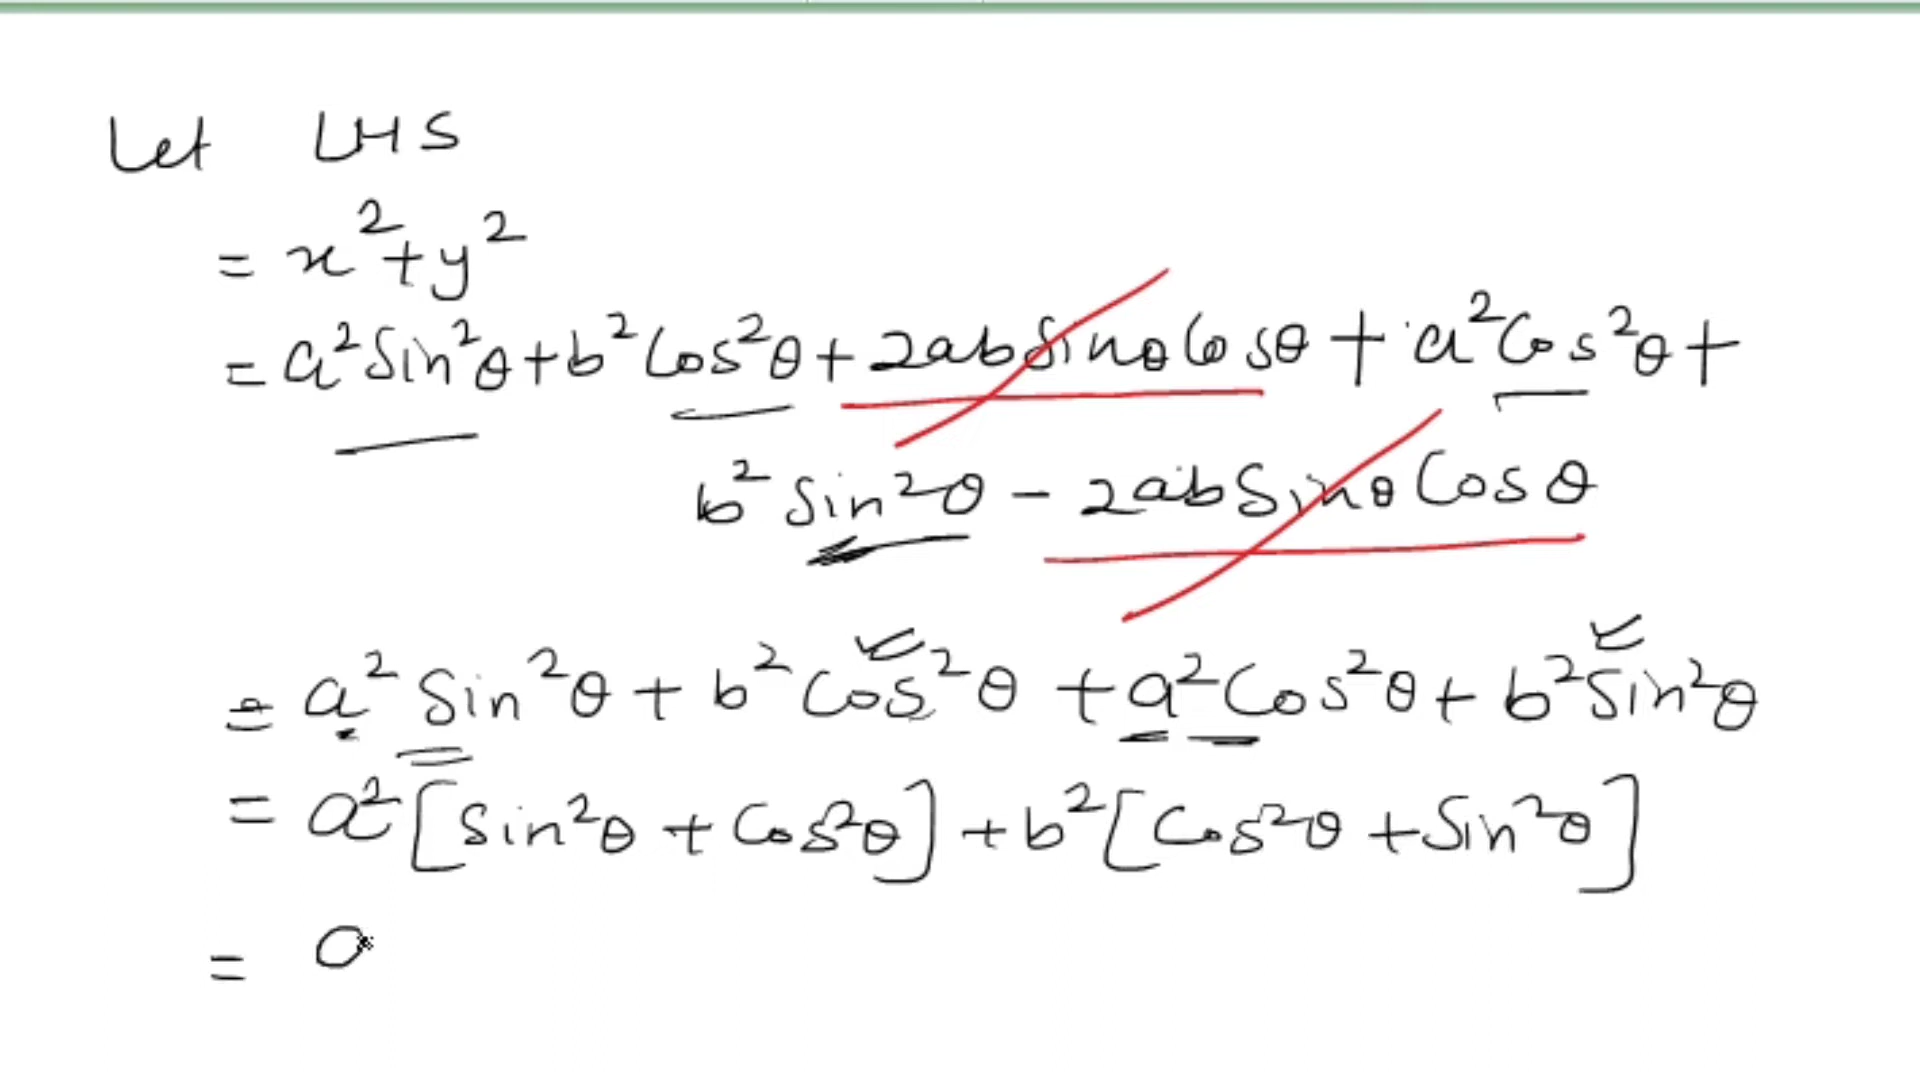 Let LHS
= x²+y²
= a²Sin²θ+b²Cos²θ+2abSinθCosθ+a²Cos²θ+
b²Sin²θ-2abSinθCosθ
= a²Sin²θ+b²Cos²θ+a²Cos²θ+b²Sin²θ
= a²[Sin²θ+Cos²θ]+b²[Cos²θ+Sin²θ]
=